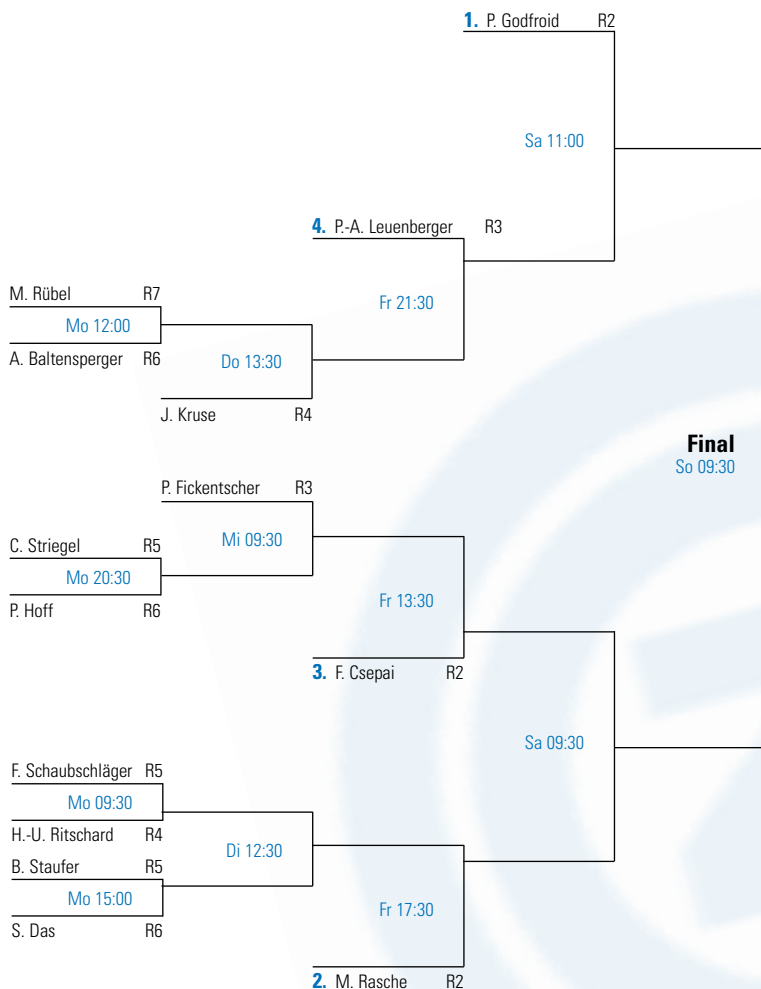 1. P. Godfroid R2
Sa 11:00
4. P.-A. Leuenberger R3
Fr 21:30
M. Rübel R7
Mo 12:00
A. Baltensperger R6
Do 13:30
J. Kruse R4
Final
So 09:30
P. Fickentscher R3
Mi 09:30
C. Striegel R5
Mo 20:30
P. Hoff R6
Fr 13:30
3. F. Csepai R2
Sa 09:30
F. Schaubschläger R5
Mo 09:30
H.-U. Ritschard R4
Di 12:30
B. Staufer R5
Mo 15:00
S. Das R6
Fr 17:30
2. M. Rasche R2